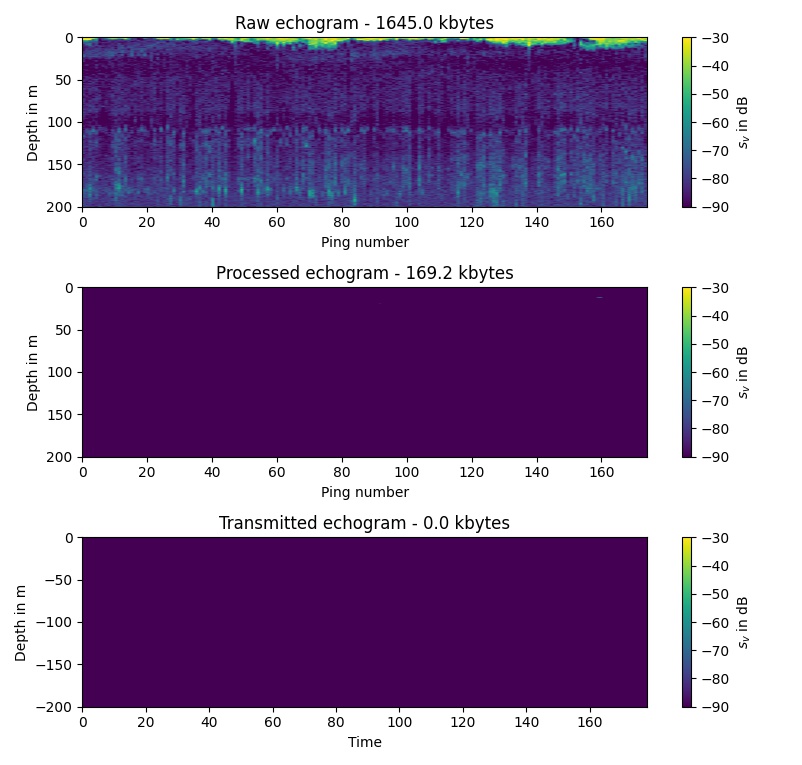 Raw echogram - 1645.0 kbytes
0
50
100
150
200
Depth in m
0 20 40 60 80 100 120 140 160
Ping number
−30
−40
−50
−60
−70
−80
−90
sᵥ in dB
Processed echogram - 169.2 kbytes
0
50
100
150
200
Depth in m
0 20 40 60 80 100 120 140 160
Ping number
−30
−40
−50
−60
−70
−80
−90
sᵥ in dB
Transmitted echogram - 0.0 kbytes
0
−50
−100
−150
−200
Depth in m
0 20 40 60 80 100 120 140 160
Time
−30
−40
−50
−60
−70
−80
−90
sᵥ in dB